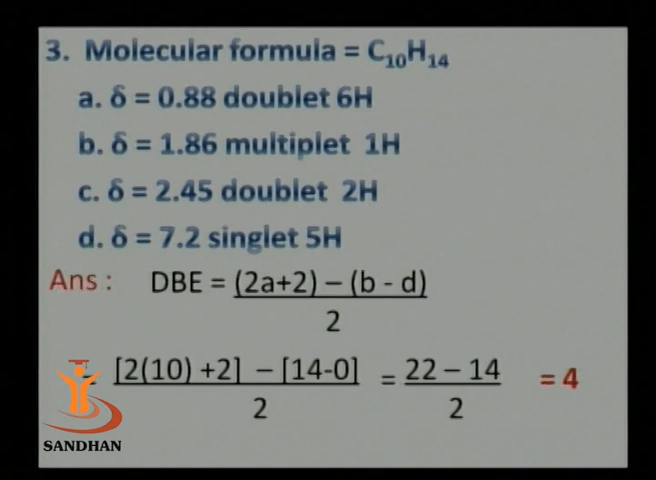 3. Molecular formula = C₁₀H₁₄
a. δ = 0.88 doublet 6H
b. δ = 1.86 multiplet 1H
c. δ = 2.45 doublet 2H
d. δ = 7.2 singlet 5H
Ans : DBE = (2a+2) – (b - d)
2
= [2(10) +2] – [14-0] = 22 – 14 = 4
2 2
SANDHAN